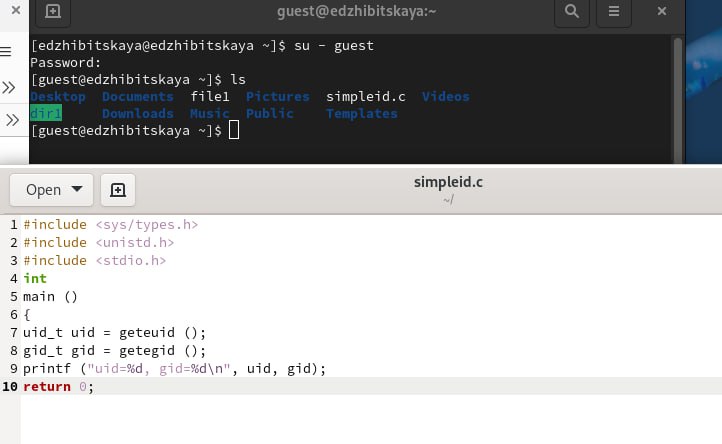 guest@edzhibitskaya:~
[edzhibitskaya@edzhibitskaya ~]$ su - guest
Password:
[guest@edzhibitskaya ~]$ ls
Desktop Documents file1 Pictures simpleid.c Videos
dir1 Downloads Music Public Templates
[guest@edzhibitskaya ~]$
Open
simpleid.c
~/
1 #include <sys/types.h>
2 #include <unistd.h>
3 #include <stdio.h>
4 int
5 main ()
6 {
7 uid_t uid = geteuid ();
8 gid_t gid = getegid ();
9 printf ("uid=%d, gid=%d\n", uid, gid);
10 return 0;